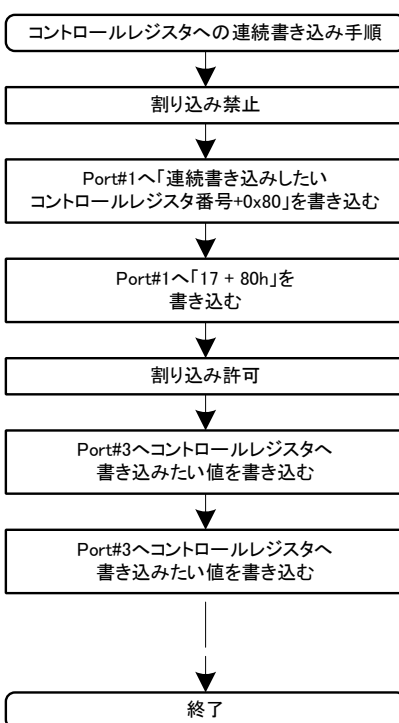 コントロールレジスタへの連続書き込み手順
割り込み禁止
Port#1へ「連続書き込みしたい
コントロールレジスタ番号+0x80」を書き込む
Port#1へ「17 + 80h」を
書き込む
割り込み許可
Port#3へコントロールレジスタへ
書き込みたい値を書き込む
Port#3へコントロールレジスタへ
書き込みたい値を書き込む
終了